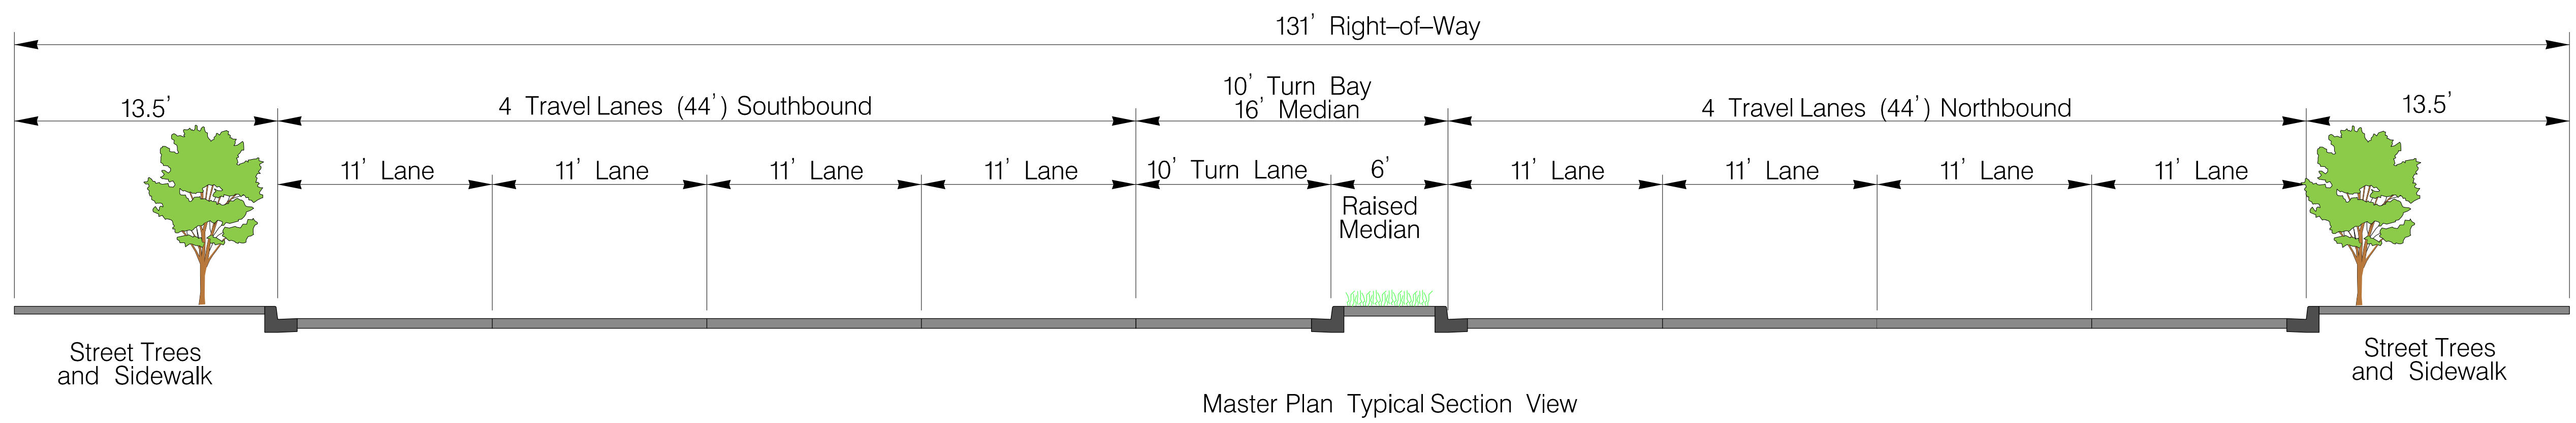 131' Right–of–Way
10' Turn Bay
13.5'
4 Travel Lanes (44') Southbound
16' Median
4 Travel Lanes (44') Northbound
13.5'
11' Lane
11' Lane
11' Lane
11' Lane
10' Turn Lane
6'
11' Lane
11' Lane
11' Lane
11' Lane
Raised
Median
Street Trees
and Sidewalk
Street Trees
and Sidewalk
Master Plan Typical Section View